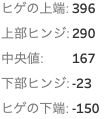 ヒゲの上端: 396
上部ヒンジ: 290
中央値: 167
下部ヒンジ: -23
ヒゲの下端: -150